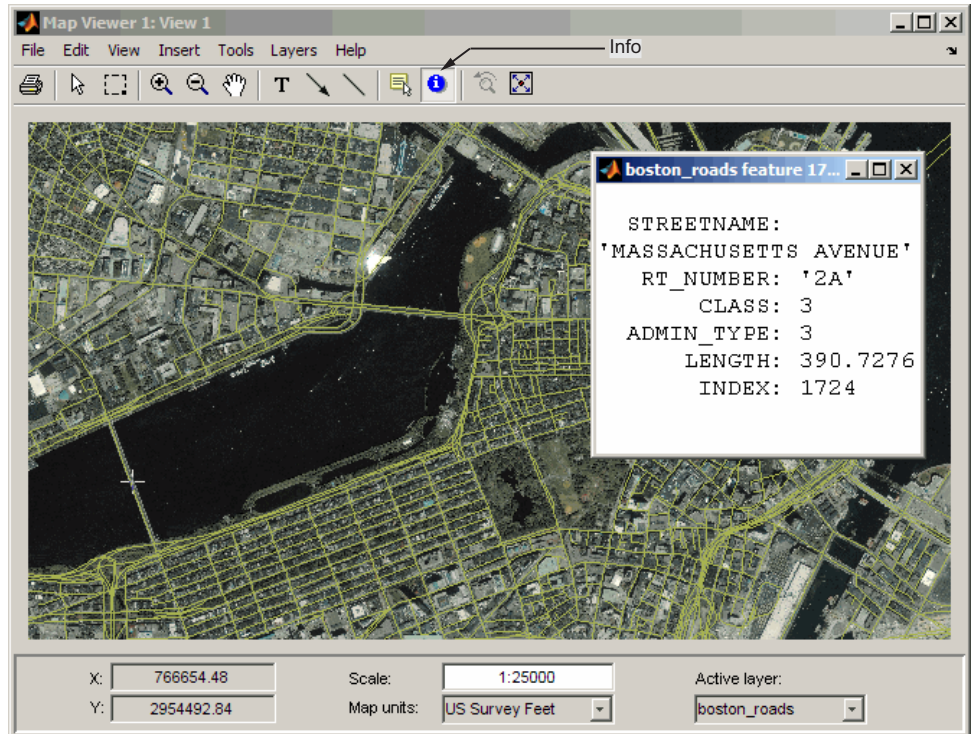 Map Viewer 1: View 1
File Edit View Insert Tools Layers Help
Info
T
boston_roads feature 17...
STREETNAME:
'MASSACHUSETTS AVENUE'
RT_NUMBER: '2A'
CLASS: 3
ADMIN_TYPE: 3
LENGTH: 390.7276
INDEX: 1724
X: 766654.48 Scale: 1:25000 Active layer:
Y: 2954492.84 Map units: US Survey Feet boston_roads